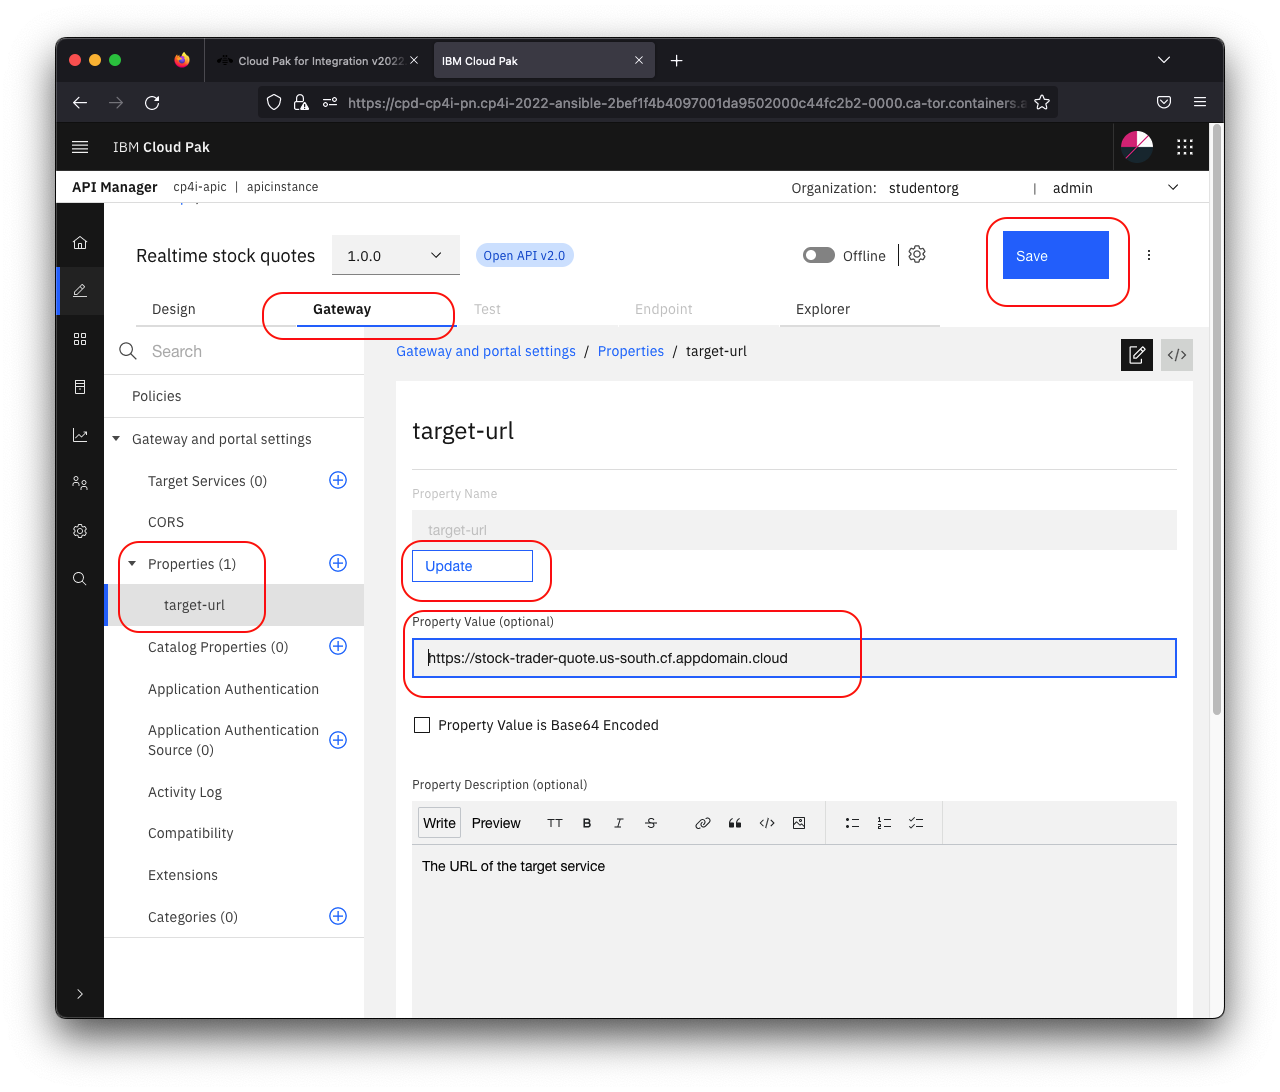 Cloud Pak for Integration v2022
IBM Cloud Pak
https://cpd-cp4i-pn.cp4i-2022-ansible-2bef1f4b4097001da9502000c44fc2b2-0000.ca-tor.containers.a
IBM Cloud Pak
API Manager cp4i-apic | apicinstance Organization: studentorg | admin
Realtime stock quotes 1.0.0 Open API v2.0 Offline Save
Design Gateway Test Endpoint Explorer
Search
Gateway and portal settings / Properties / target-url
</>
Policies
Gateway and portal settings
Target Services (0)
CORS
Properties (1)
target-url
Catalog Properties (0)
Application Authentication
Application Authentication
Source (0)
Activity Log
Compatibility
Extensions
Categories (0)
target-url
Property Name
target-url
Update
Property Value (optional)
https://stock-trader-quote.us-south.cf.appdomain.cloud
Property Value is Base64 Encoded
Property Description (optional)
Write Preview TT B I S </>
The URL of the target service